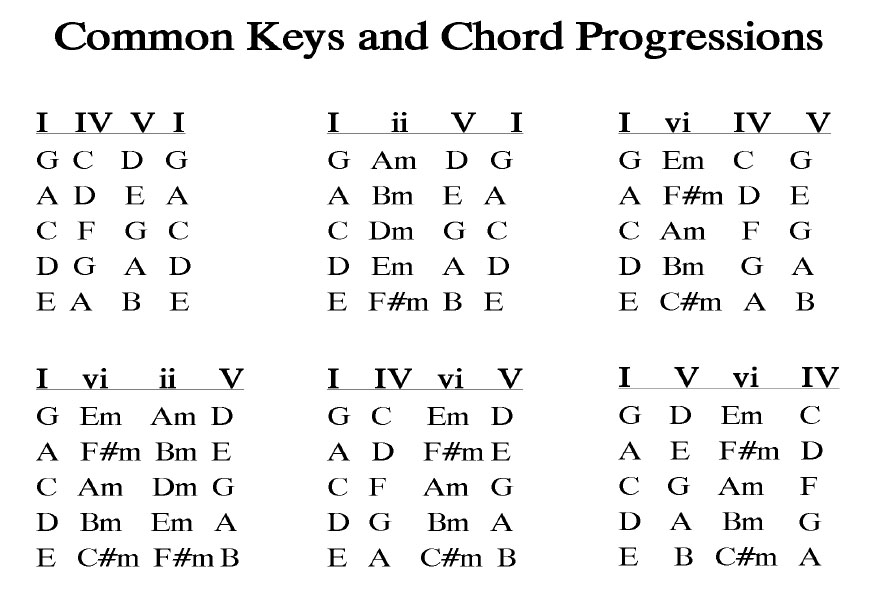 Common Keys and Chord Progressions
I IV V I
G C D G
A D E A
C F G C
D G A D
E A B E
I ii V I
G Am D G
A Bm E A
C Dm G C
D Em A D
E F#m B E
I vi IV V
G Em C G
A F#m D E
C Am F G
D Bm G A
E C#m A B
I vi ii V
G Em Am D
A F#m Bm E
C Am Dm G
D Bm Em A
E C#m F#m B
I IV vi V
G C Em D
A D F#m E
C F Am G
D G Bm A
E A C#m B
I V vi IV
G D Em C
A E F#m D
C G Am F
D A Bm G
E B C#m A